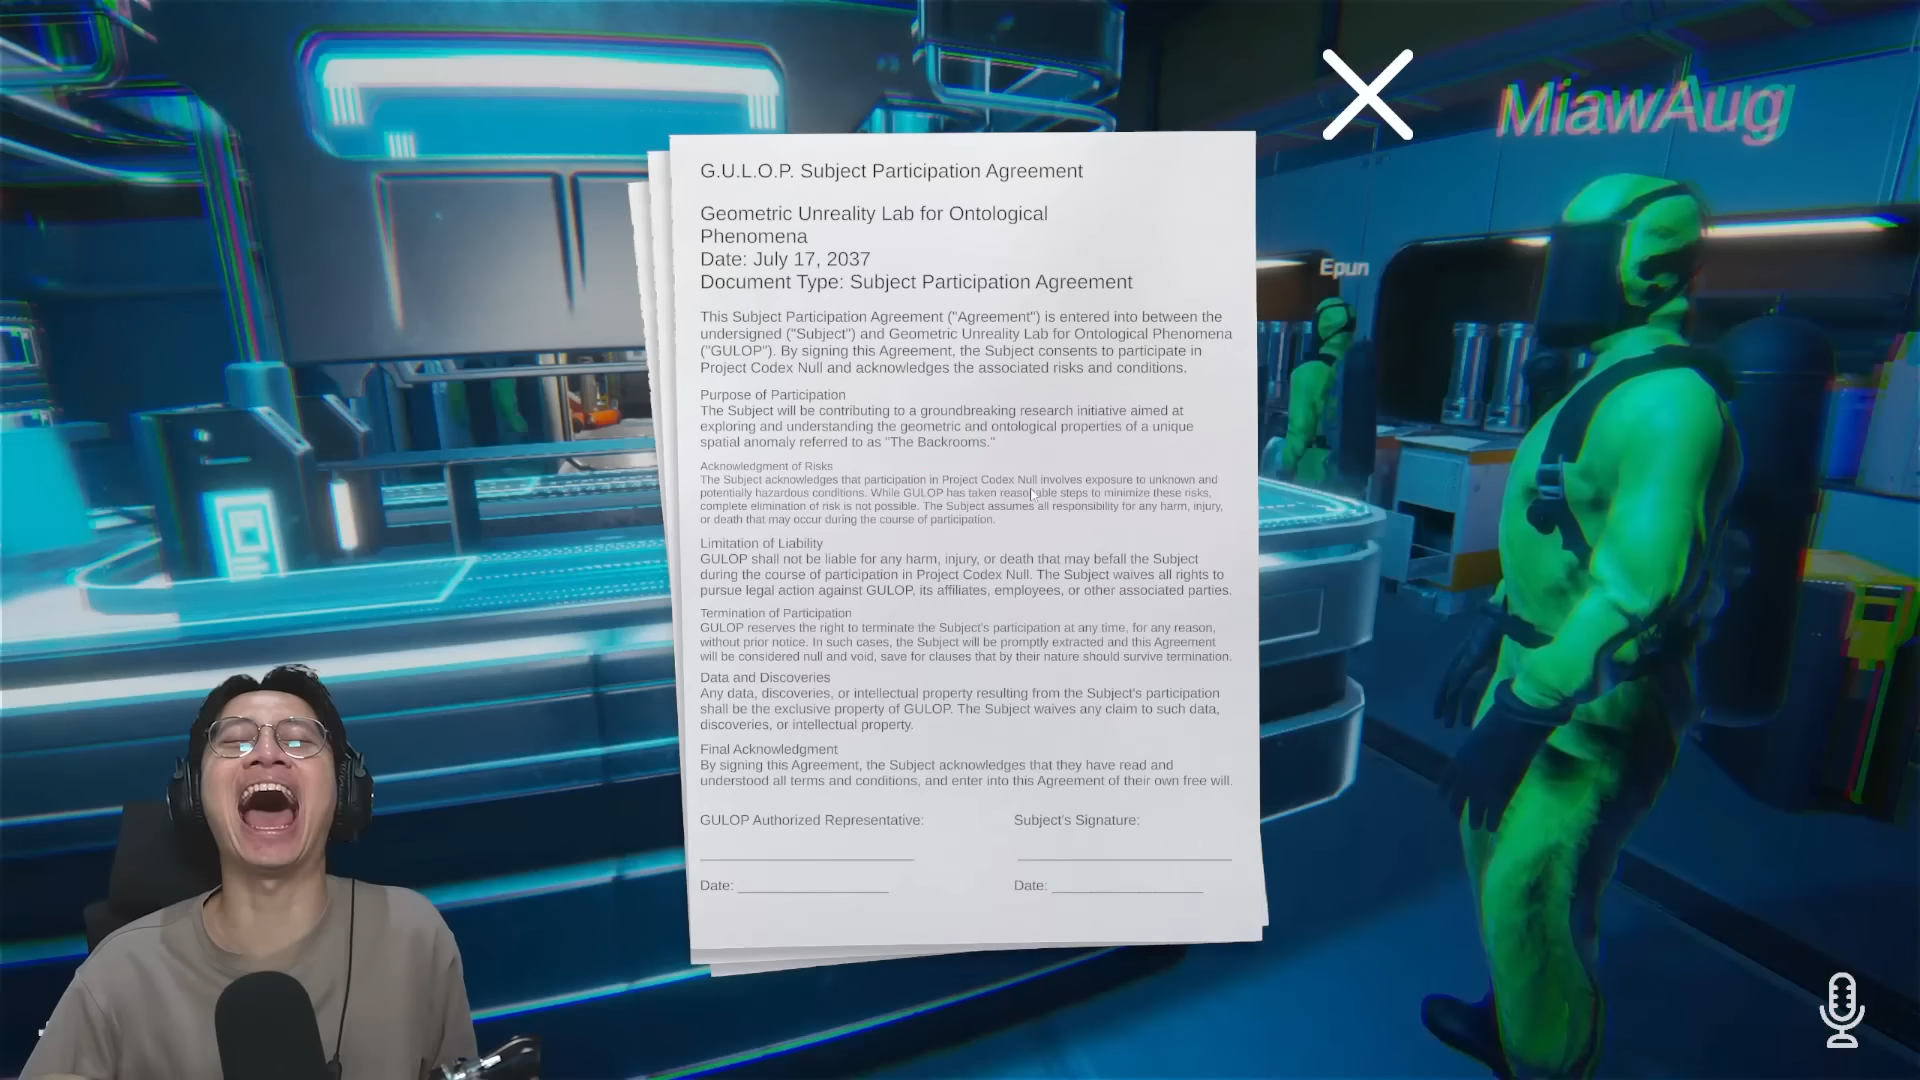 MiawAug
Epun
G.U.L.O.P. Subject Participation Agreement
Geometric Unreality Lab for Ontological
Phenomena
Date: July 17, 2037
Document Type: Subject Participation Agreement
This Subject Participation Agreement ("Agreement") is entered into between the
undersigned ("Subject") and Geometric Unreality Lab for Ontological Phenomena
("GULOP"). By signing this Agreement, the Subject consents to participate in
Project Codex Null and acknowledges the associated risks and conditions.
Purpose of Participation
The Subject will be contributing to a groundbreaking research initiative aimed at
exploring and understanding the geometric and ontological properties of a unique
spatial anomaly referred to as "The Backrooms."
Acknowledgment of Risks
The Subject acknowledges that participation in Project Codex Null involves exposure to unknown and
potentially hazardous conditions. While GULOP has taken reasonable steps to minimize these risks,
complete elimination of risk is not possible. The Subject assumes all responsibility for any harm, injury,
or death that may occur during the course of participation.
Limitation of Liability
GULOP shall not be liable for any harm, injury, or death that may befall the Subject
during the course of participation in Project Codex Null. The Subject waives all rights to
pursue legal action against GULOP, its affiliates, employees, or other associated parties.
Termination of Participation
GULOP reserves the right to terminate the Subject's participation at any time, for any reason,
without prior notice. In such cases, the Subject will be promptly extracted and this Agreement
will be considered null and void, save for clauses that by their nature should survive termination.
Data and Discoveries
Any data, discoveries, or intellectual property resulting from the Subject's participation
shall be the exclusive property of GULOP. The Subject waives any claim to such data,
discoveries, or intellectual property.
Final Acknowledgment
By signing this Agreement, the Subject acknowledges that they have read and
understood all terms and conditions, and enter into this Agreement of their own free will.
GULOP Authorized Representative:
Subject's Signature:
Date:
Date: